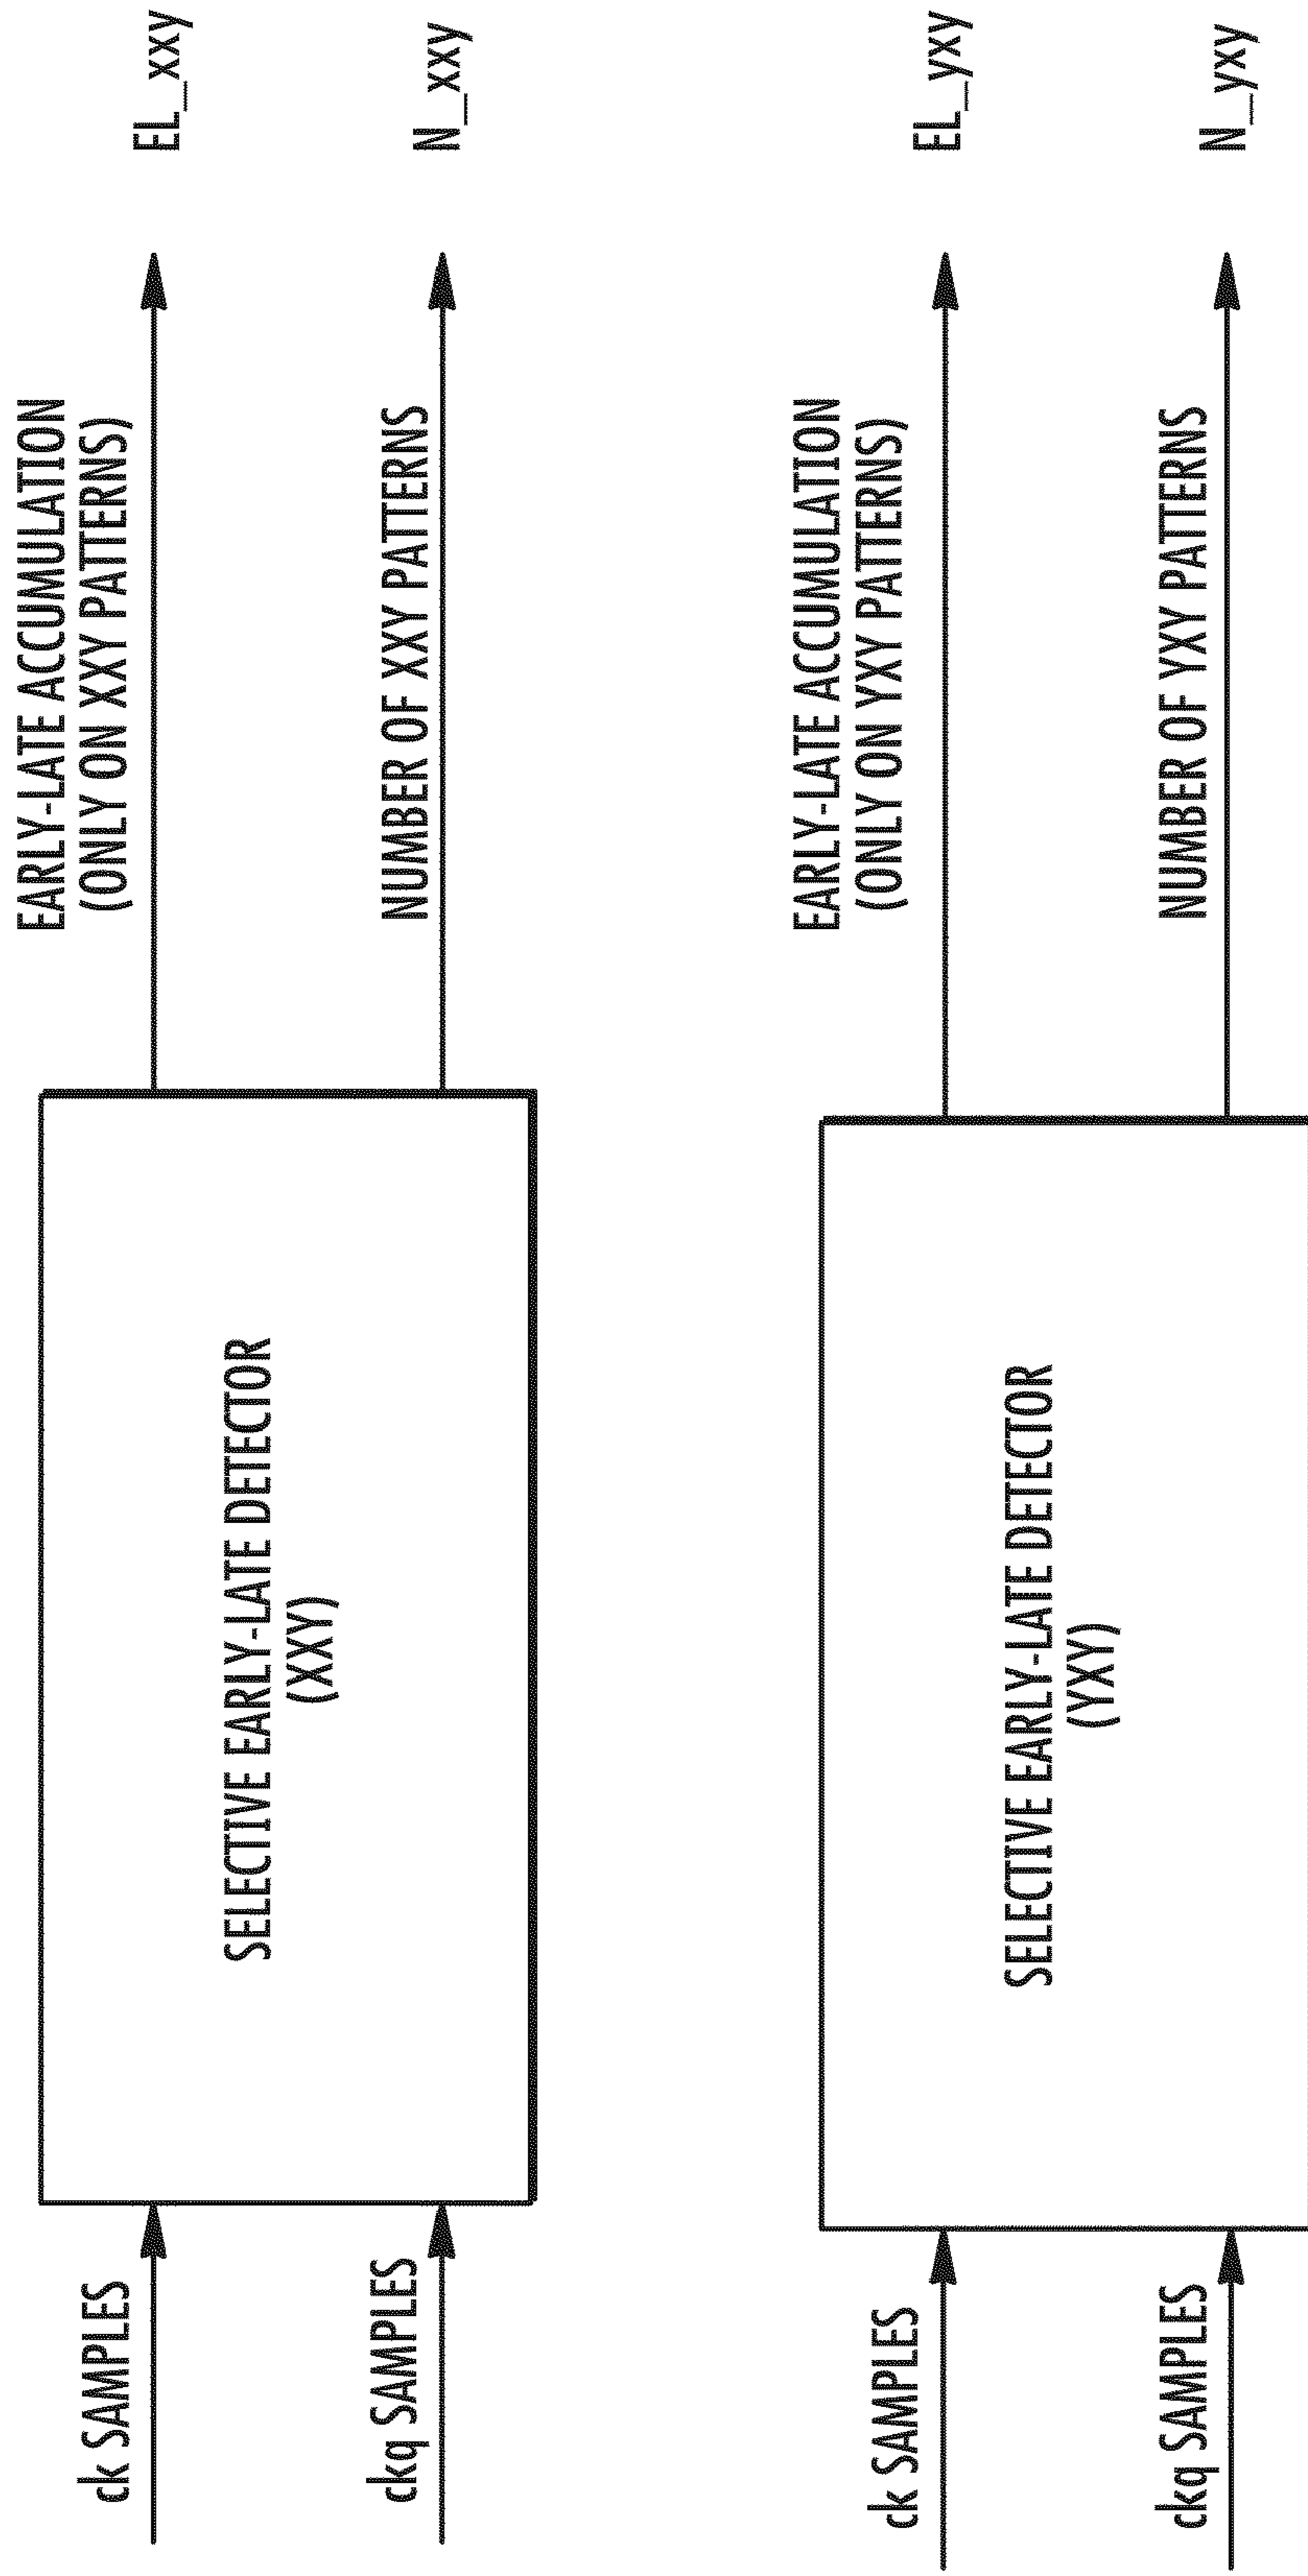 ck SAMPLES
ckq SAMPLES
SELECTIVE EARLY-LATE DETECTOR
(XXY)
EARLY-LATE ACCUMULATION
(ONLY ON XXY PATTERNS)
EL_xxy
NUMBER OF XXY PATTERNS
N_xxy
ck SAMPLES
ckq SAMPLES
SELECTIVE EARLY-LATE DETECTOR
(YXY)
EARLY-LATE ACCUMULATION
(ONLY ON YXY PATTERNS)
EL_yxy
NUMBER OF YXY PATTERNS
N_yxy